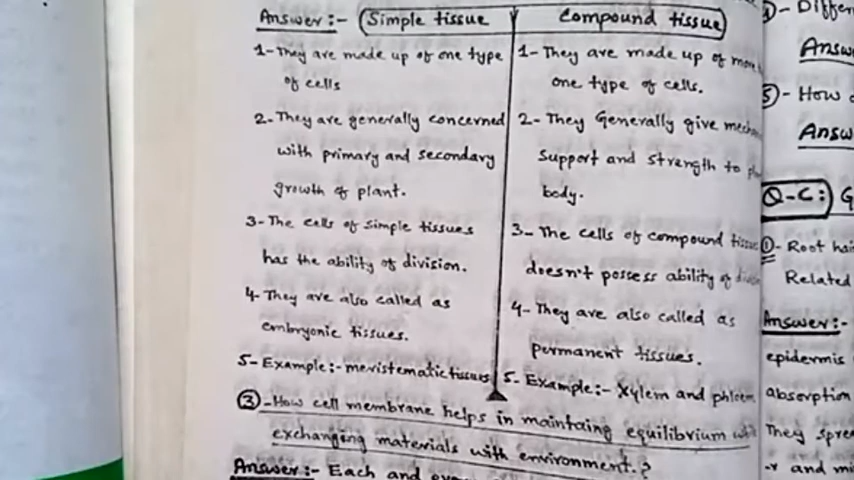 Answer:- Simple tissue
1- They are made up of one type
of cells
2- They are generally concerned
with primary and secondary
growth of plant.
3- The cells of simple tissues
has the ability of division.
4- They are also called as
embryonic tissues.
5- Example:- meristematic tissues
Compound tissue
1- They are made up of more
one type of cells.
2- They Generally give
support and strength to
body.
3- The cells of compound
doesn't possess ability of
4- They are also called as
permanent tissues.
5- Example:- Xylem and phloem
③ - How cell membrane helps in maintaing equilibrium
exchanging materials with environment.?
Answer:- Each and
⑤- How
Q-C:
①- Root
Related
Answer:-
epidermis
absorption
They
-r and